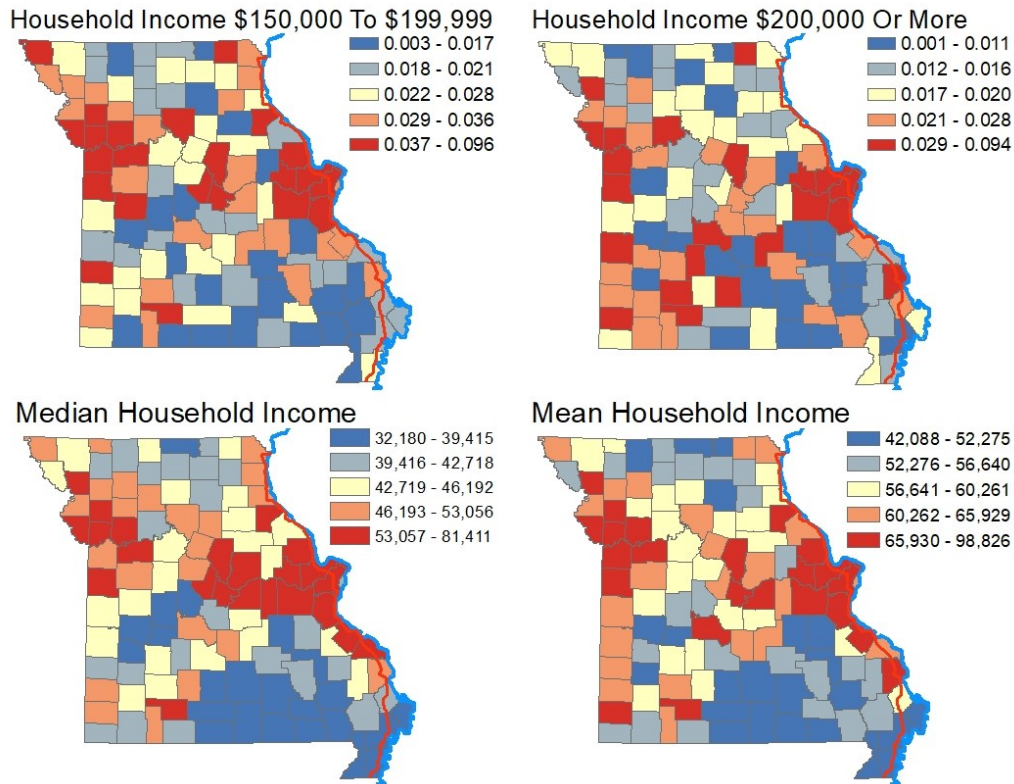 Household Income $150,000 To $199,999
0.003 - 0.017
0.018 - 0.021
0.022 - 0.028
0.029 - 0.036
0.037 - 0.096
Household Income $200,000 Or More
0.001 - 0.011
0.012 - 0.016
0.017 - 0.020
0.021 - 0.028
0.029 - 0.094
Median Household Income
32,180 - 39,415
39,416 - 42,718
42,719 - 46,192
46,193 - 53,056
53,057 - 81,411
Mean Household Income
42,088 - 52,275
52,276 - 56,640
56,641 - 60,261
60,262 - 65,929
65,930 - 98,826